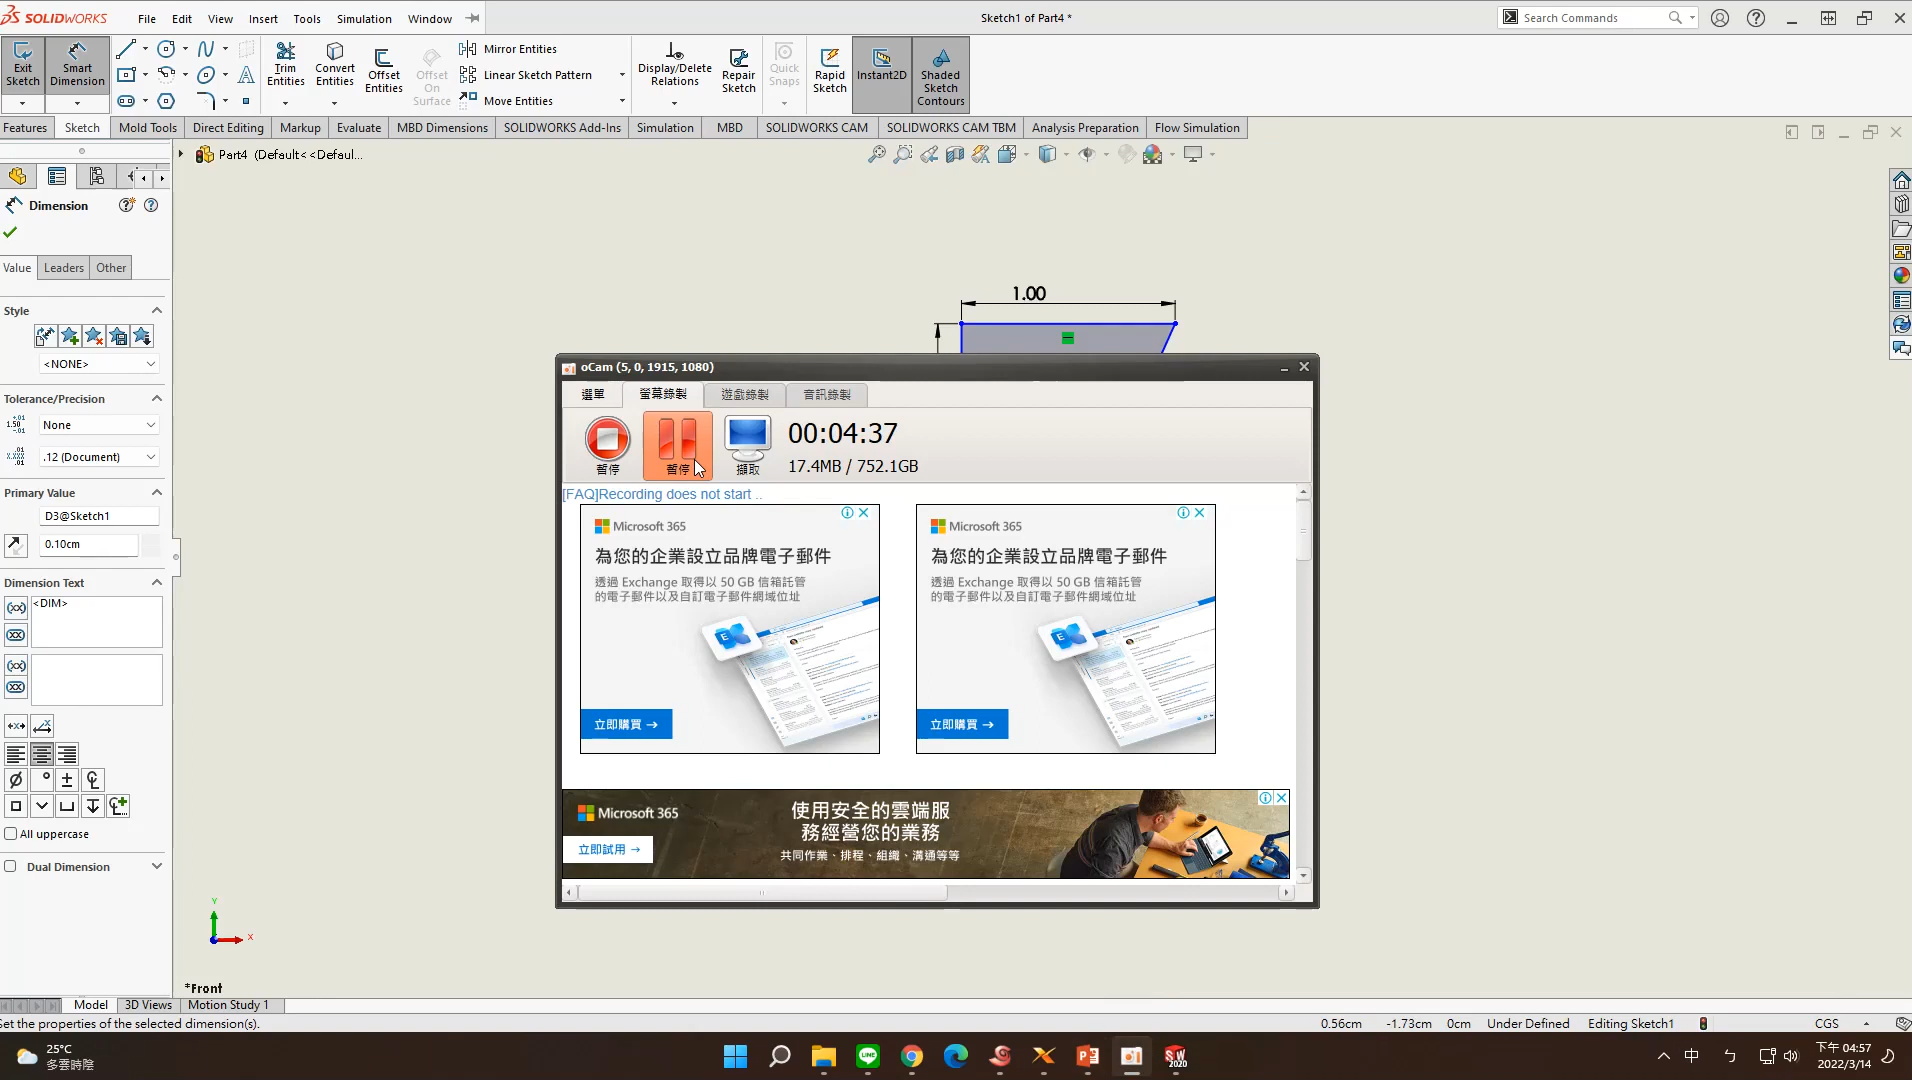 SOLIDWORKS
File
Edit
View
Insert
Tools
Simulation
Window
Sketch1 of Part4 *
Search Commands
Exit Sketch
Smart Dimension
Trim Entities
Convert Entities
Offset Entities
Offset On Surface
Mirror Entities
Linear Sketch Pattern
Move Entities
Display/Delete Relations
Repair Sketch
Quick Snaps
Rapid Sketch
Instant2D
Shaded Sketch Contours
Features
Sketch
Mold Tools
Direct Editing
Markup
Evaluate
MBD Dimensions
SOLIDWORKS Add-Ins
Simulation
MBD
SOLIDWORKS CAM
SOLIDWORKS CAM TBM
Analysis Preparation
Flow Simulation
Part4 (Default<<Defaul...
Dimension
Value
Leaders
Other
Style
<NONE>
Tolerance/Precision
None
.12 (Document)
Primary Value
D3@Sketch1
0.10cm
Dimension Text
<DIM>
All uppercase
Dual Dimension
1.00
oCam (5, 0, 1915, 1080)
選單
螢幕錄製
遊戲錄製
音訊錄製
暫停
暫停
擷取
00:04:37
17.4MB / 752.1GB
[FAQ]Recording does not start ..
Microsoft 365
為您的企業設立品牌電子郵件
透過 Exchange 取得以 50 GB 信箱託管
的電子郵件以及自訂電子郵件網域位址
立即購買 →
Microsoft 365
為您的企業設立品牌電子郵件
透過 Exchange 取得以 50 GB 信箱託管
的電子郵件以及自訂電子郵件網域位址
立即購買 →
Microsoft 365
使用安全的雲端服
務經營您的業務
共同作業、排程、組織、溝通等等
立即試用 →
Y
X
*Front
Model
3D Views
Motion Study 1
Set the properties of the selected dimension(s).
0.56cm
-1.73cm
0cm
Under Defined
Editing Sketch1
CGS
25°C
多雲時陰
SW
2020
中
ㄅ
下午 04:57
2022/3/14